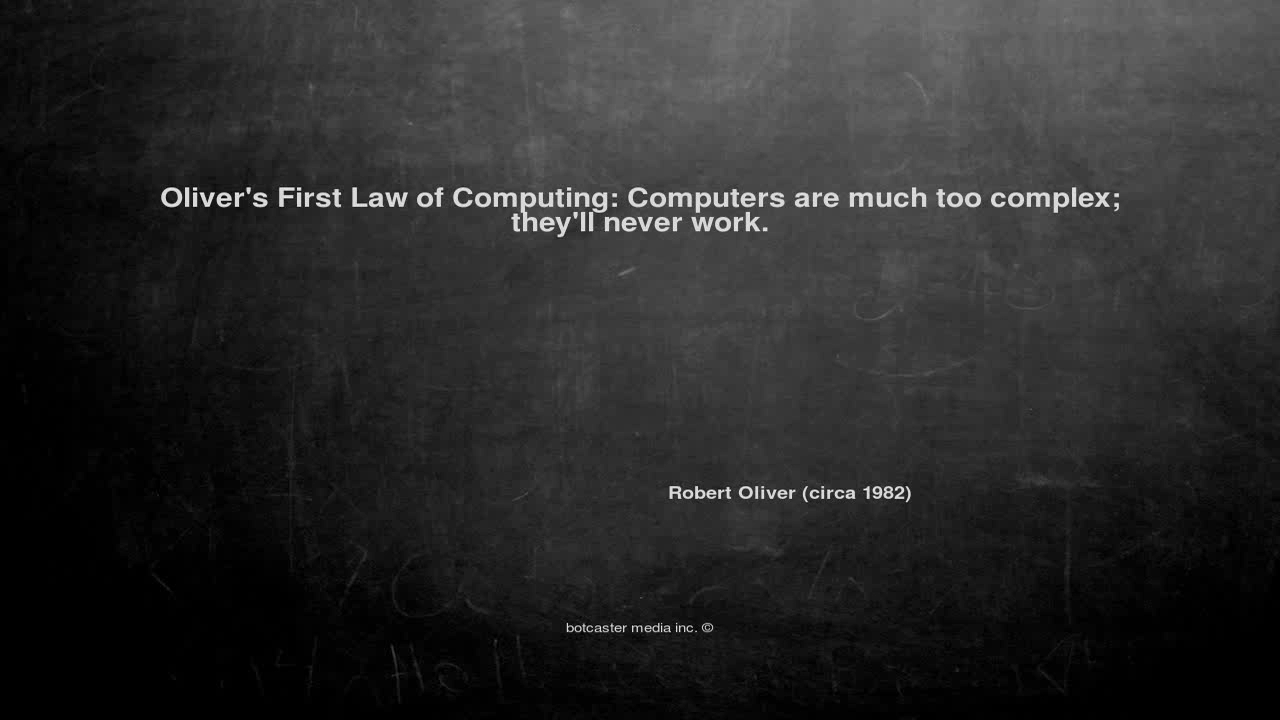 Oliver's First Law of Computing: Computers are much too complex;
they'll never work.
Robert Oliver (circa 1982)
botcaster media inc. ©